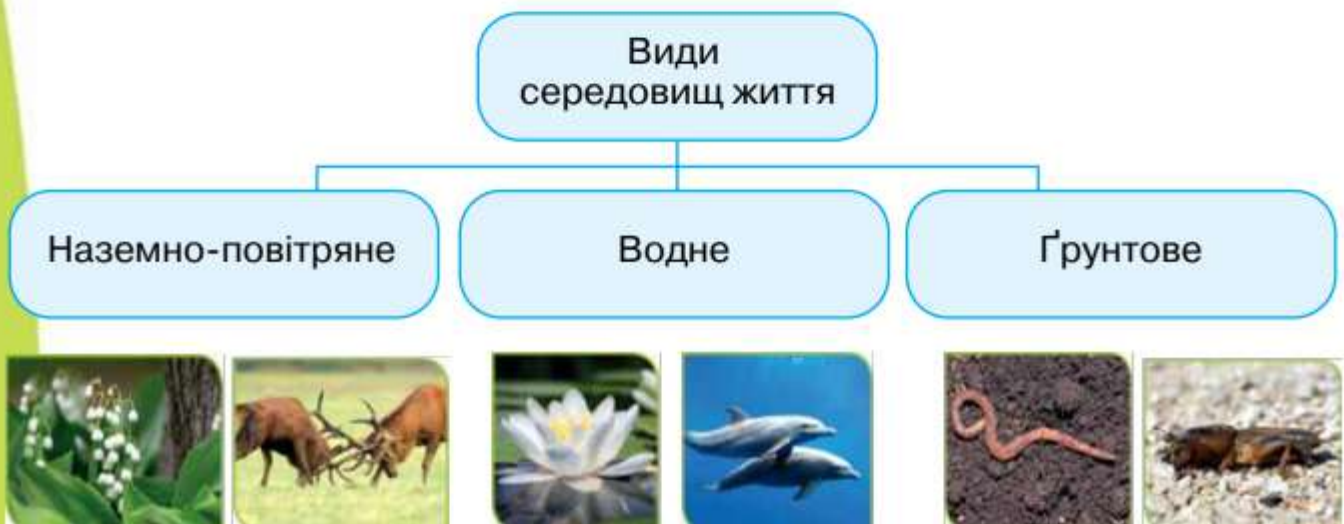 Види
середовищ життя
Наземно-повітряне
Водне
Ґрунтове